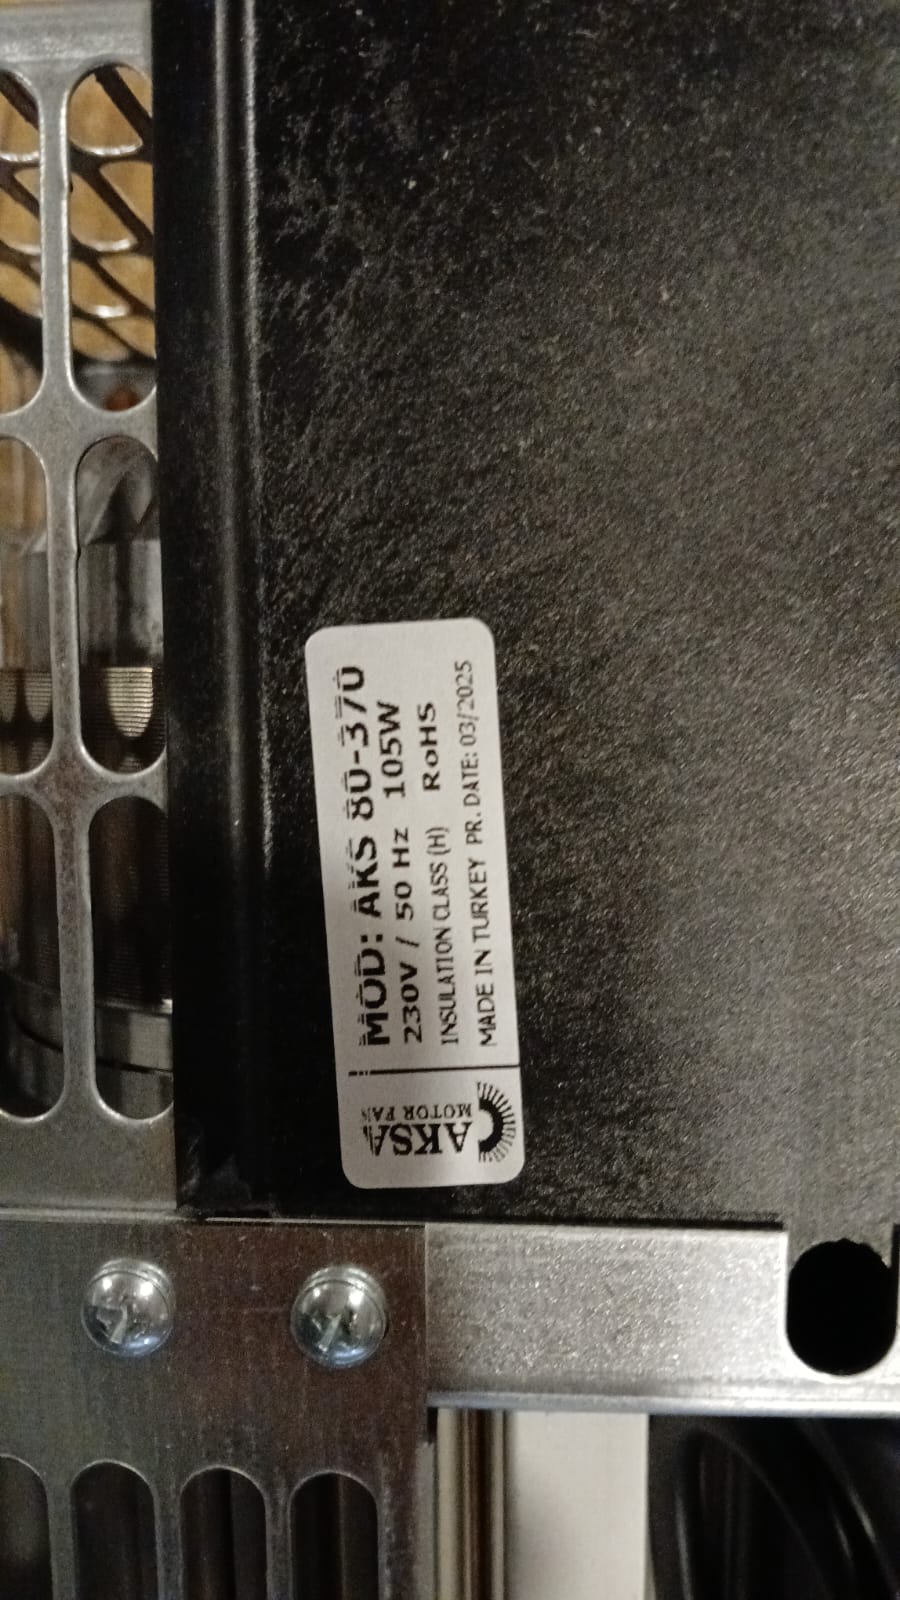 MOD: AKS 80-370
230V / 50 Hz 105W
INSULATION CLASS (H) RoHS
MADE IN TURKEY PR. DATE: 03/2025
AKSA
MOTOR FAN